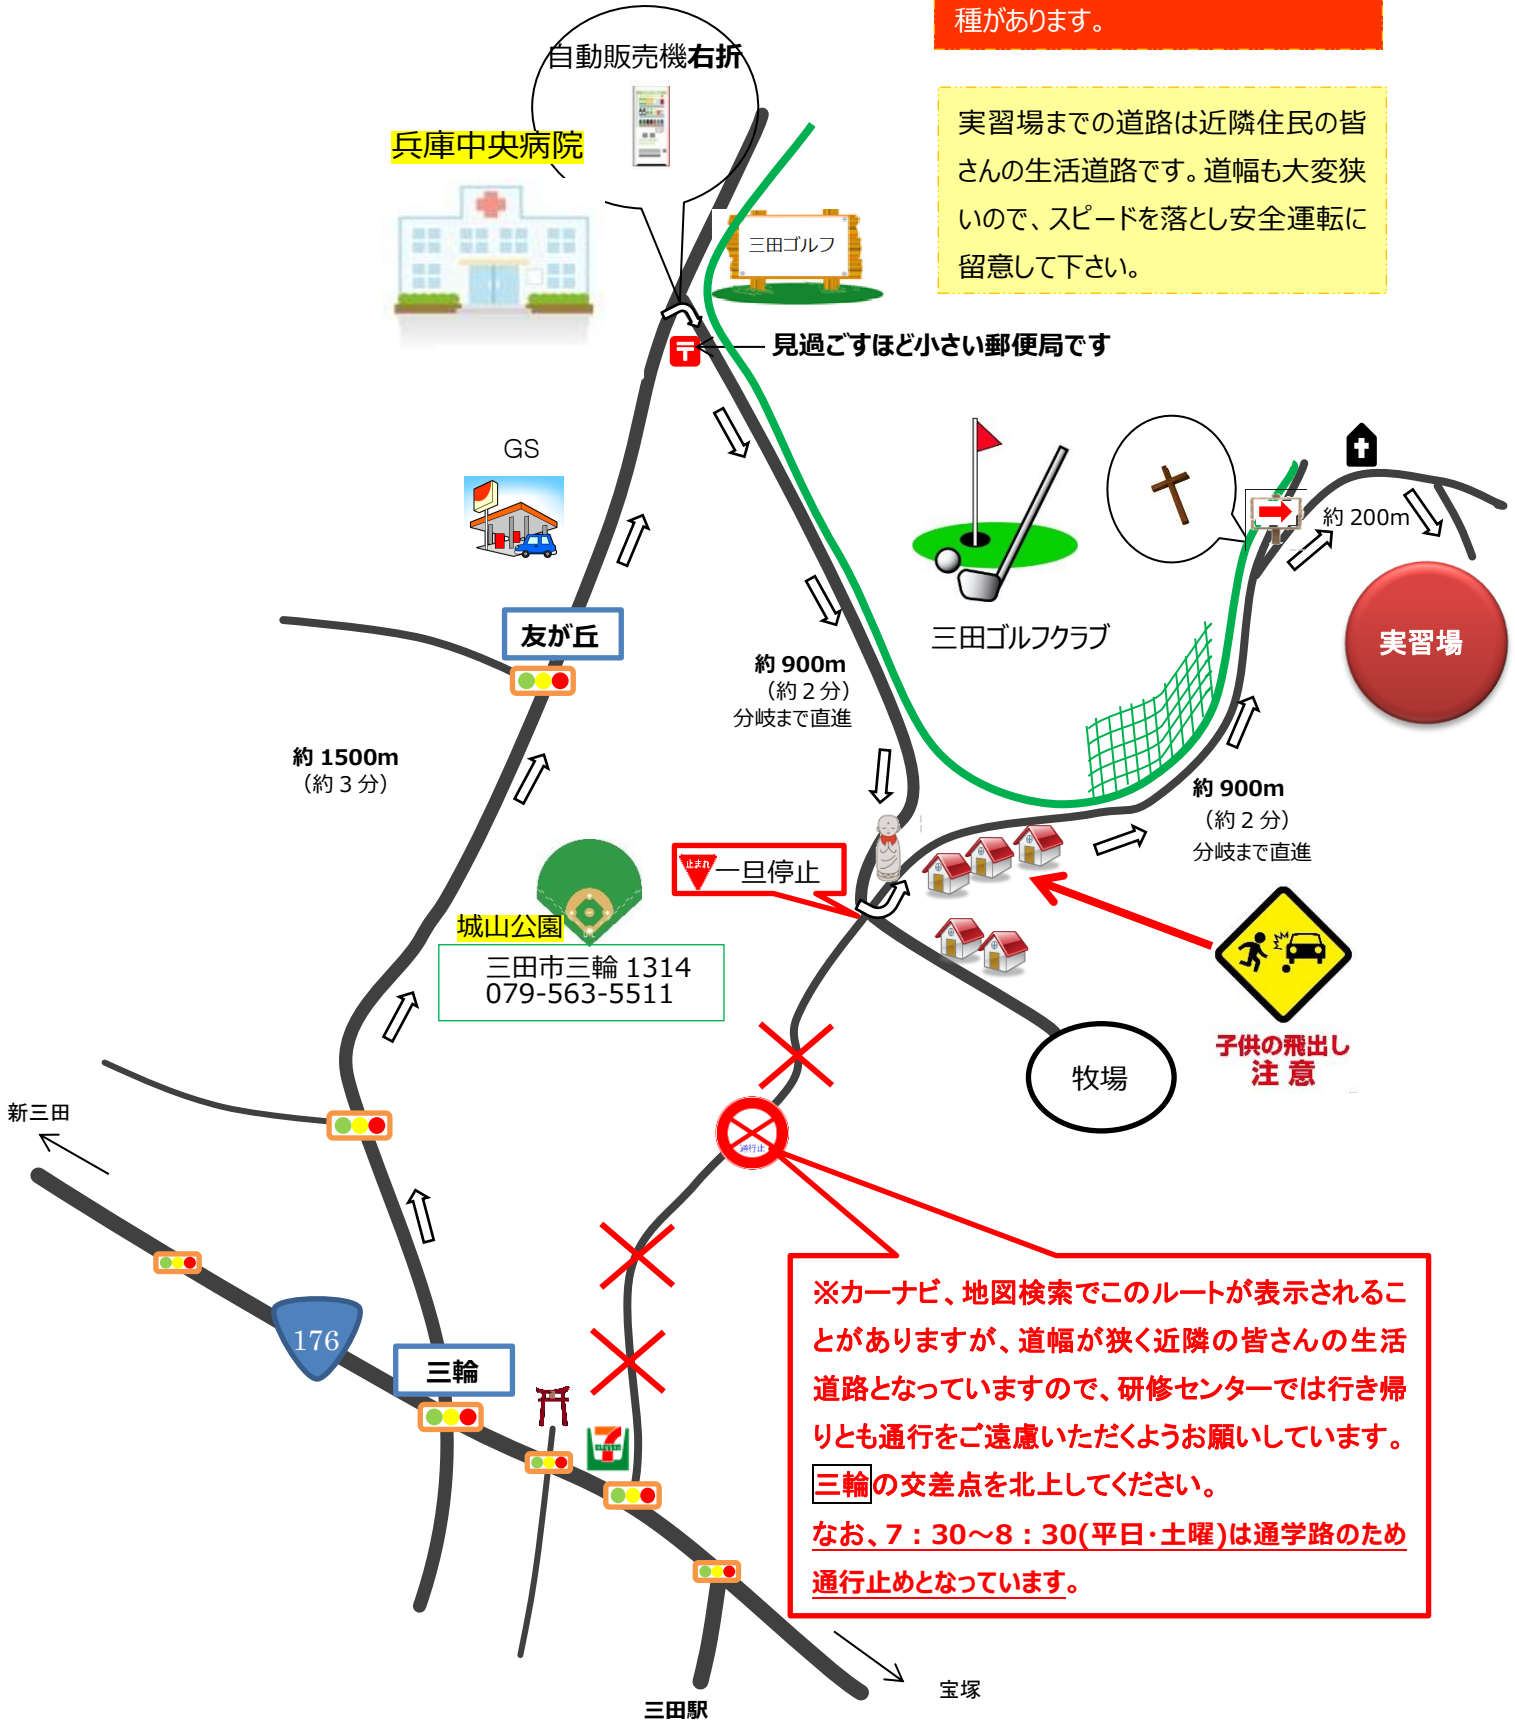 種があります。
自動販売機右折
兵庫中央病院
実習場までの道路は近隣住民の皆
さんの生活道路です。道幅も大変狭
いので、スピードを落とし安全運転に
留意して下さい。
三田ゴルフ
見過ごすほど小さい郵便局です
GS
約 200m
友が丘
三田ゴルフクラブ
実習場
約 900m
（約 2 分）
分岐まで直進
約 1500m
（約 3 分）
約 900m
（約 2 分）
分岐まで直進
止まれ
一旦停止
城山公園
三田市三輪 1314
079-563-5511
子供の飛出し
注 意
牧場
新三田
通行止
176
三輪
7
ELEVEN
※カーナビ、地図検索でこのルートが表示されるこ
とがありますが、道幅が狭く近隣の皆さんの生活
道路となっていますので、研修センターでは行き帰
りとも通行をご遠慮いただくようお願いしています。
三輪の交差点を北上してください。
なお、7：30～8：30(平日・土曜)は通学路のため
通行止めとなっています。
宝塚
三田駅